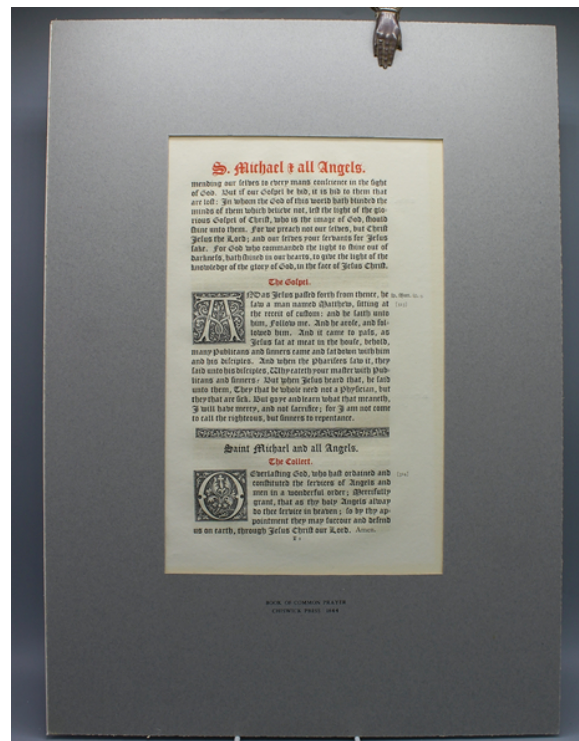 S. Michael & all Angels.
mending our selves to every mans conscience in the sight
of God. But if our Gospel be hid, it is hid to them that
are lost: In whom the God of this world hath blinded the
minds of them which believe not, lest the light of the glo-
rious Gospel of Christ, who is the image of God, should
shine unto them. For we preach not our selves, but Christ
Jesus the Lord; and our selves your servants for Jesus
sake. For God who commanded the light to shine out of
darkness, hath shined in our hearts, to give the light of the
knowledge of the glory of God, in the face of Jesus Christ.
The Gospel.
ANd as Jesus passed forth from thence, he
saw a man named Matthew, sitting at
the receit of custom: and he saith unto
him, Follow me. And he arose, and fol-
lowed him. And it came to pass, as
Jesus sat at meat in the house, behold,
many Publicans and sinners came and sat down with him
and his disciples. And when the Pharisees saw it, they
said unto his disciples, Why eateth your master with Pub-
licans and sinners? But when Jesus heard that, he said
unto them, They that be whole need not a Physician, but
they that are sick. But go ye and learn what that meaneth,
I will have mercy, and not sacrifice; for I am not come
to call the righteous, but sinners to repentance.
Saint Michael and all Angels.
The Collect.
O Everlasting God, who hast ordained and
constituted the services of Angels and
men in a wonderful order; Mercifully
grant, that as thy holy Angels alway
do thee service in heaven; so by thy ap-
pointment they may succour and defend
us on earth, through Jesus Christ our Lord. Amen.
BOOK OF COMMON PRAYER
CHISWICK PRESS